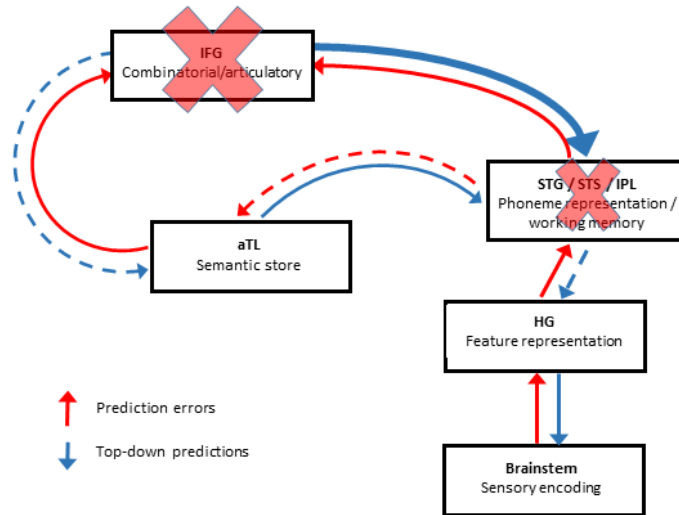 IFG
Combinatorial/articulatory
STG / STS / IPL
Phoneme representation /
working memory
aTL
Semantic store
HG
Feature representation
Prediction errors
Top-down predictions
Brainstem
Sensory encoding